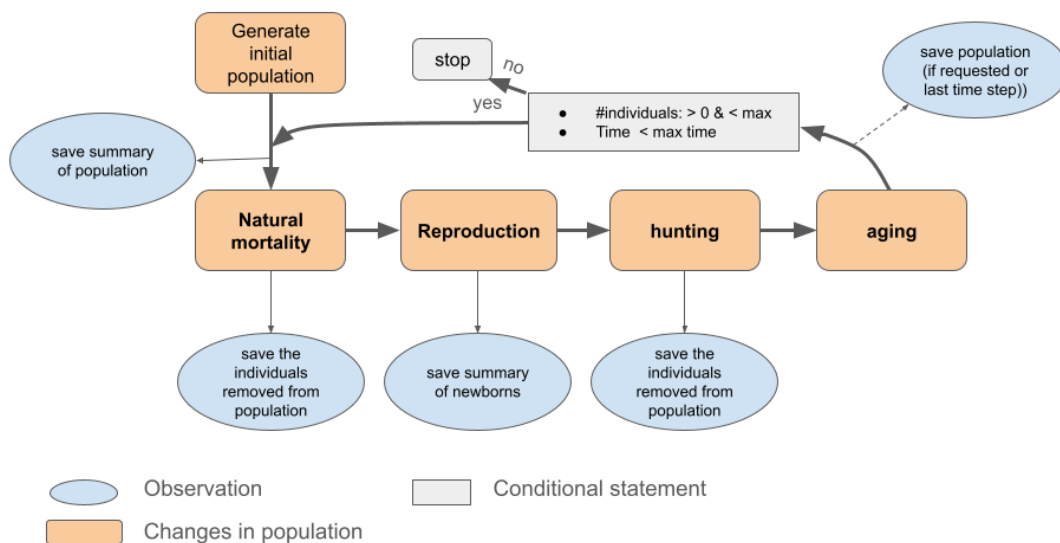 Generate
initial
population
stop
no
yes
● #individuals: > 0 & < max
● Time < max time
save population
(if requested or
last time step))
save summary
of population
Natural
mortality
Reproduction
hunting
aging
save the
individuals
removed from
population
save summary
of newborns
save the
individuals
removed from
population
Observation
Conditional statement
Changes in population